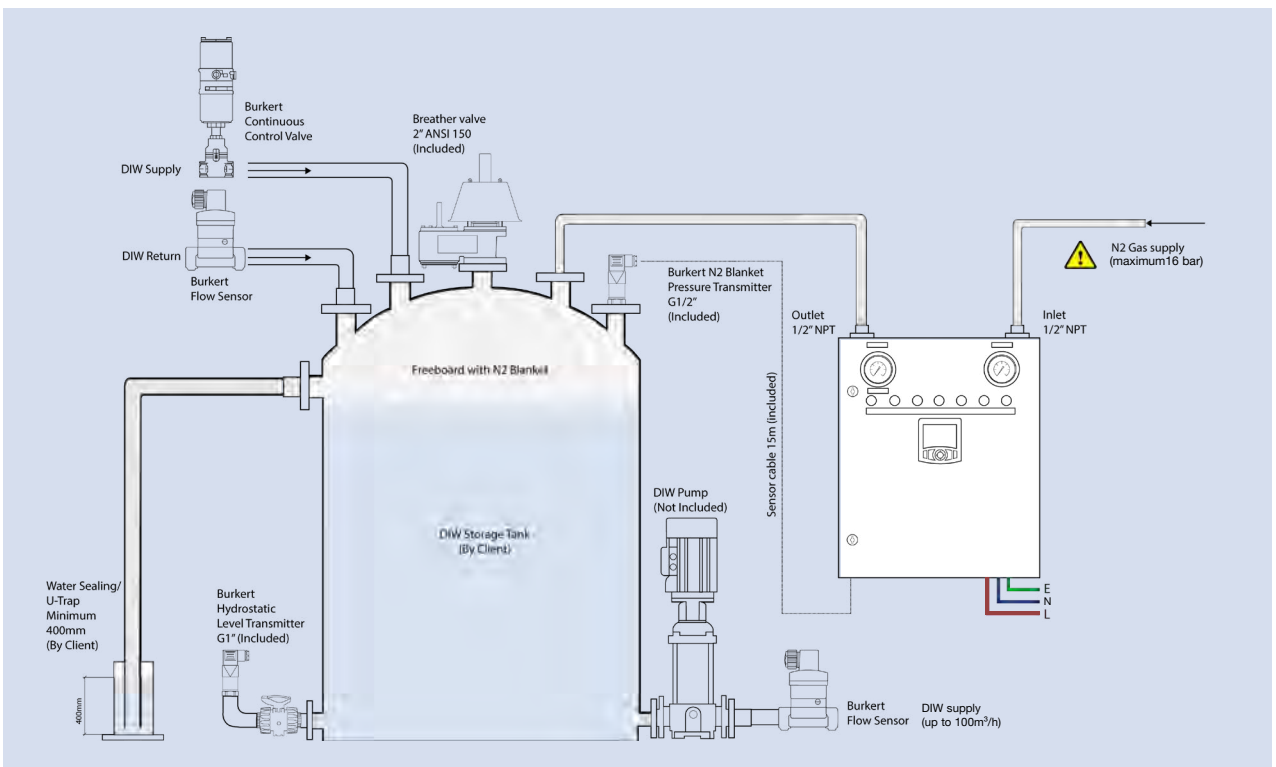 Burkert
Continuous
Control Valve
DIW Supply
Breather valve
2” ANSI 150
(Included)
DIW Return
Burkert
Flow Sensor
N2 Gas supply
(maximum16 bar)
Burkert N2 Blanket
Pressure Transmitter
G1/2”
(Included)
Outlet
1/2” NPT
Inlet
1/2” NPT
Freeboard with N2 Blanket
Sensor cable 15m (included)
DIW Pump
(Not Included)
DIW Storage Tank
(By Client)
Water Sealing/
U-Trap
Minimum
400mm
(By Client)
Burkert
Hydrostatic
Level Transmitter
G1” (Included)
E
N
L
400mm
Burkert
Flow Sensor
DIW supply
(up to 100m³/h)